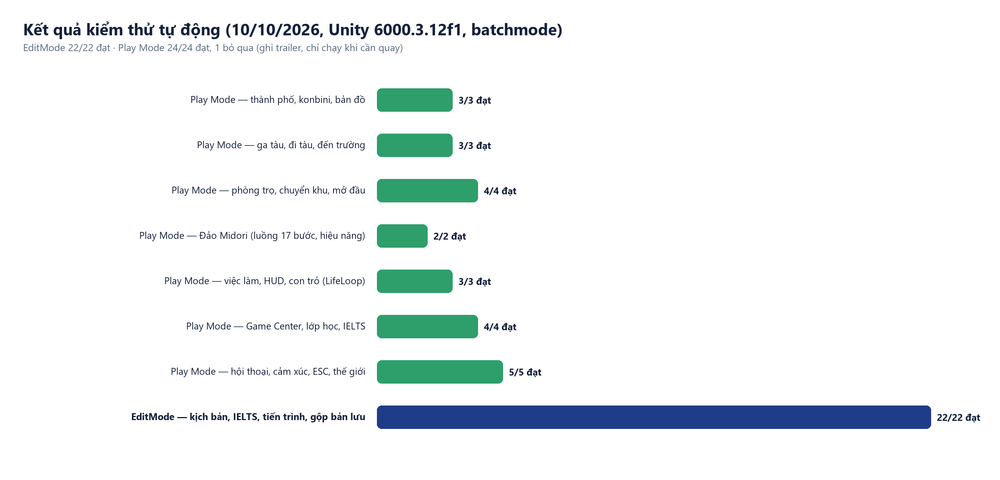 Kết quả kiểm thử tự động (10/10/2026, Unity 6000.3.12f1, batchmode)
EditMode 22/22 đạt · Play Mode 24/24 đạt, 1 bỏ qua (ghi trailer, chỉ chạy khi cần quay)
Play Mode — thành phố, konbini, bản đồ 3/3 đạt
Play Mode — ga tàu, đi tàu, đến trường 3/3 đạt
Play Mode — phòng trọ, chuyển khu, mở đầu 4/4 đạt
Play Mode — Đảo Midori (luồng 17 bước, hiệu năng) 2/2 đạt
Play Mode — việc làm, HUD, con trỏ (LifeLoop) 3/3 đạt
Play Mode — Game Center, lớp học, IELTS 4/4 đạt
Play Mode — hội thoại, cảm xúc, ESC, thế giới 5/5 đạt
EditMode — kịch bản, IELTS, tiến trình, gộp bản lưu 22/22 đạt